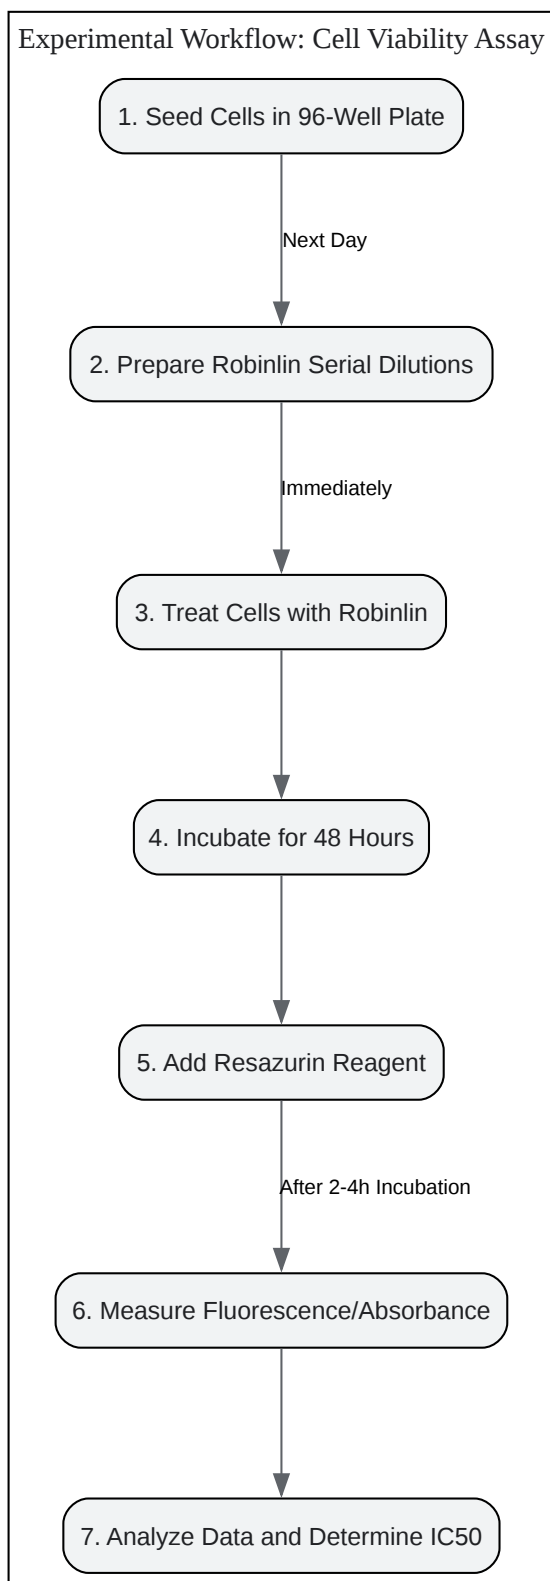 Experimental Workflow: Cell Viability Assay
1. Seed Cells in 96-Well Plate
Next Day
2. Prepare Robinlin Serial Dilutions
Immediately
3. Treat Cells with Robinlin
4. Incubate for 48 Hours
5. Add Resazurin Reagent
After 2-4h Incubation
6. Measure Fluorescence/Absorbance
7. Analyze Data and Determine IC50